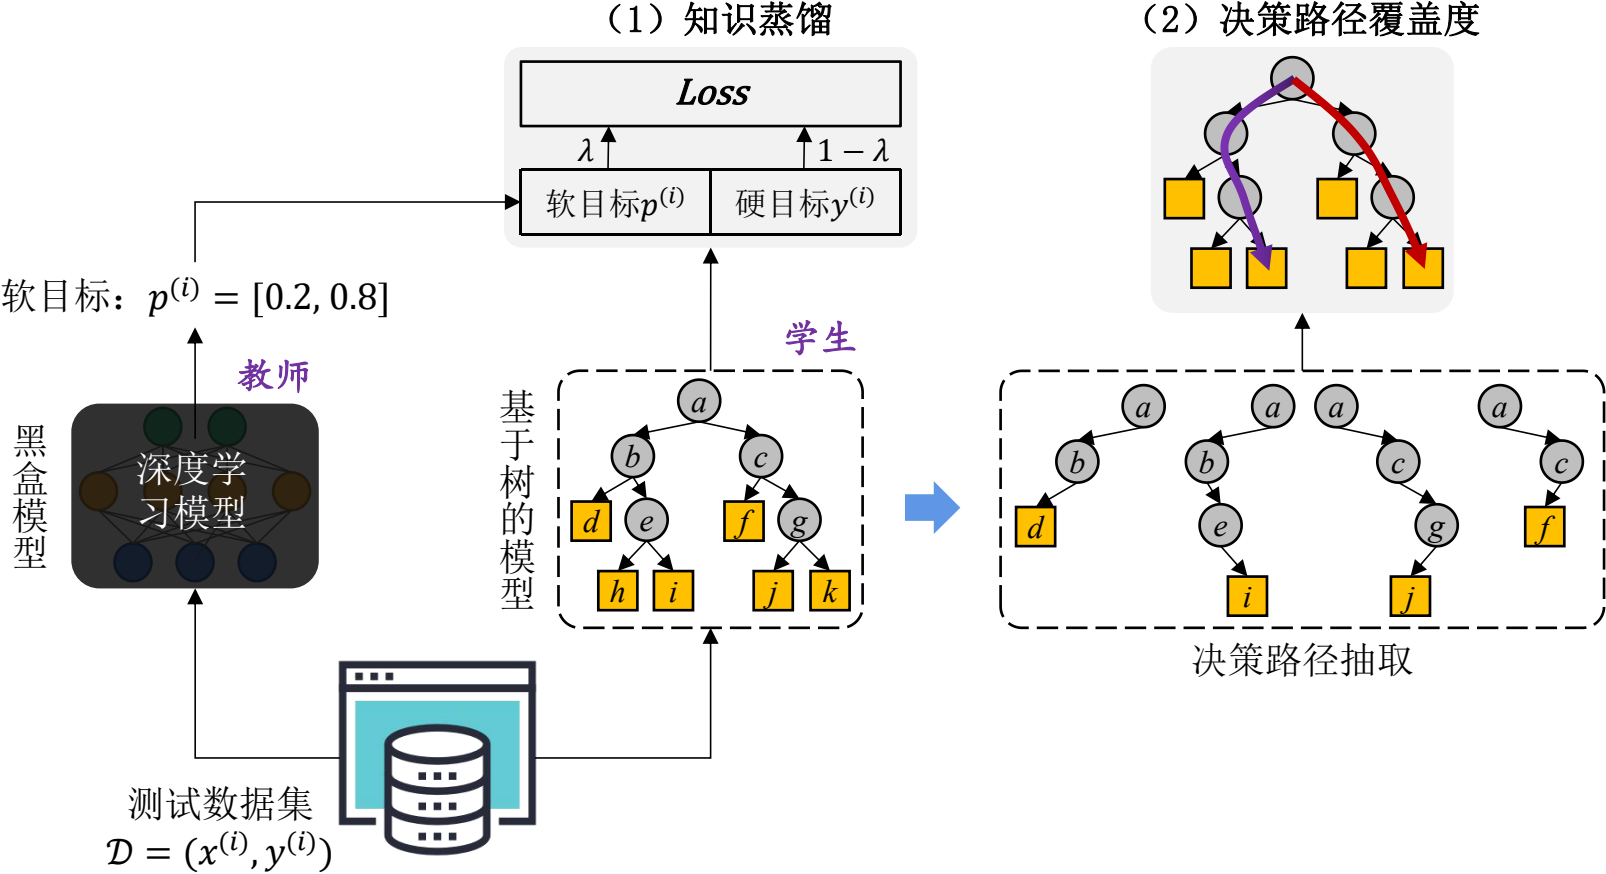 （1）知识蒸馏
Loss
λ
1 − λ
软目标p^(i)
硬目标y^(i)
软目标：p^(i) = [0.2, 0.8]
教师
黑盒模型
深度学
习模型
学生
基于树的模型
a
b
c
d
e
f
g
h
i
j
k
测试数据集
𝒟 = (x^(i), y^(i))
（2）决策路径覆盖度
a
a
a
a
b
b
c
c
d
e
g
f
i
j
决策路径抽取